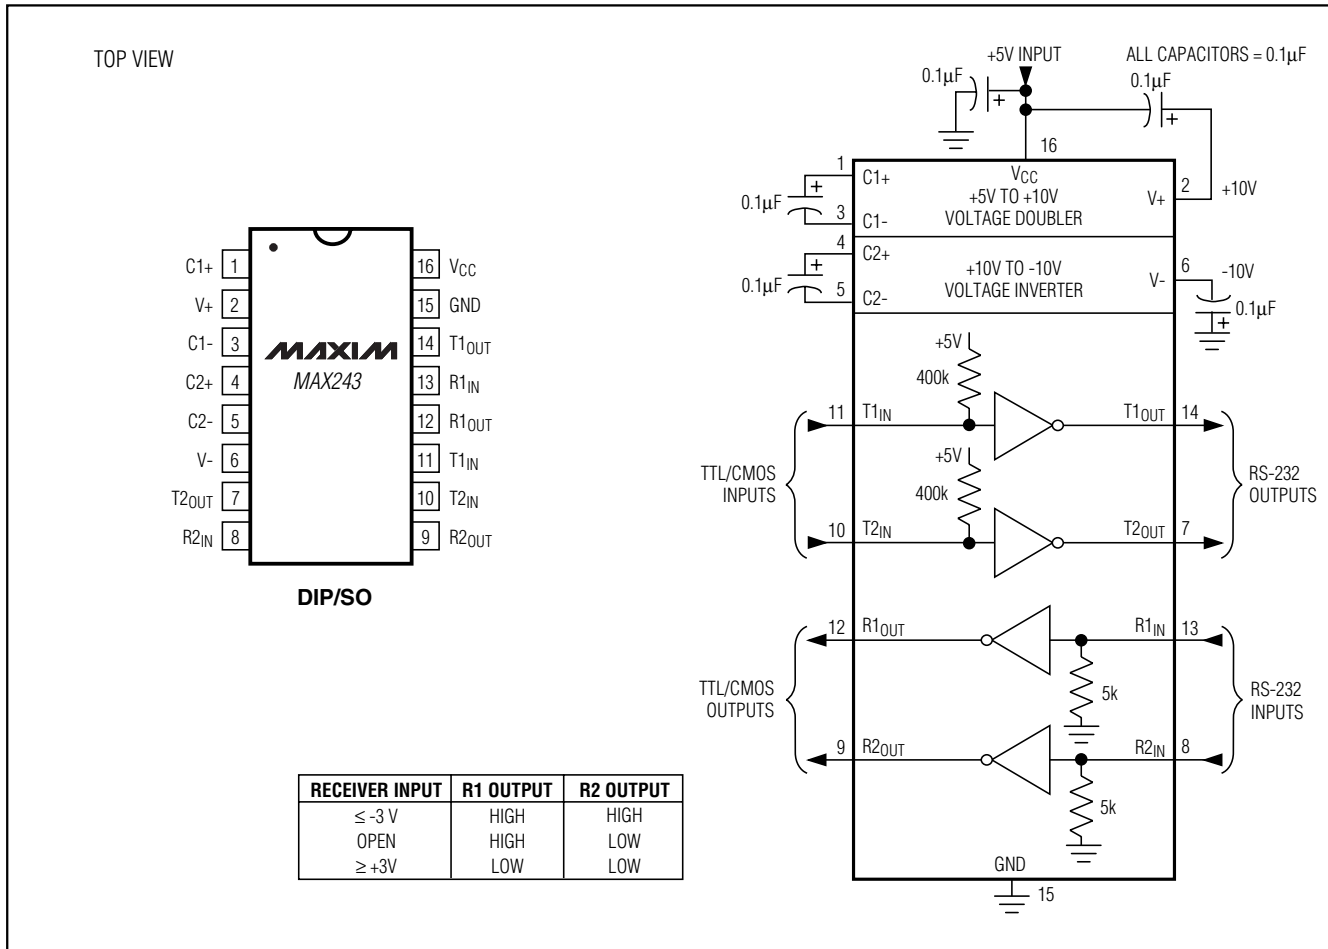 TOP VIEW
C1+ 1
V+ 2
C1- 3
C2+ 4
C2- 5
V- 6
T2OUT 7
R2IN 8
16 VCC
15 GND
14 T1OUT
13 R1IN
12 R1OUT
11 T1IN
10 T2IN
9 R2OUT
MAXIM
MAX243
DIP/SO
RECEIVER INPUT R1 OUTPUT R2 OUTPUT
≤ -3 V HIGH HIGH
OPEN HIGH LOW
≥ +3V LOW LOW
+5V INPUT
ALL CAPACITORS = 0.1µF
0.1µF
+
0.1µF
+
16
VCC
+5V TO +10V
VOLTAGE DOUBLER
1
C1+
+
0.1µF
3
C1-
2
V+
+10V
4
C2+
+
0.1µF
5
C2-
+10V TO -10V
VOLTAGE INVERTER
6
V-
-10V
0.1µF
+
+5V
400k
11
T1IN
T1OUT
14
+5V
400k
TTL/CMOS
INPUTS
RS-232
OUTPUTS
10
T2IN
T2OUT
7
12
R1OUT
R1IN
13
5k
TTL/CMOS
OUTPUTS
RS-232
INPUTS
9
R2OUT
R2IN
8
5k
GND
15